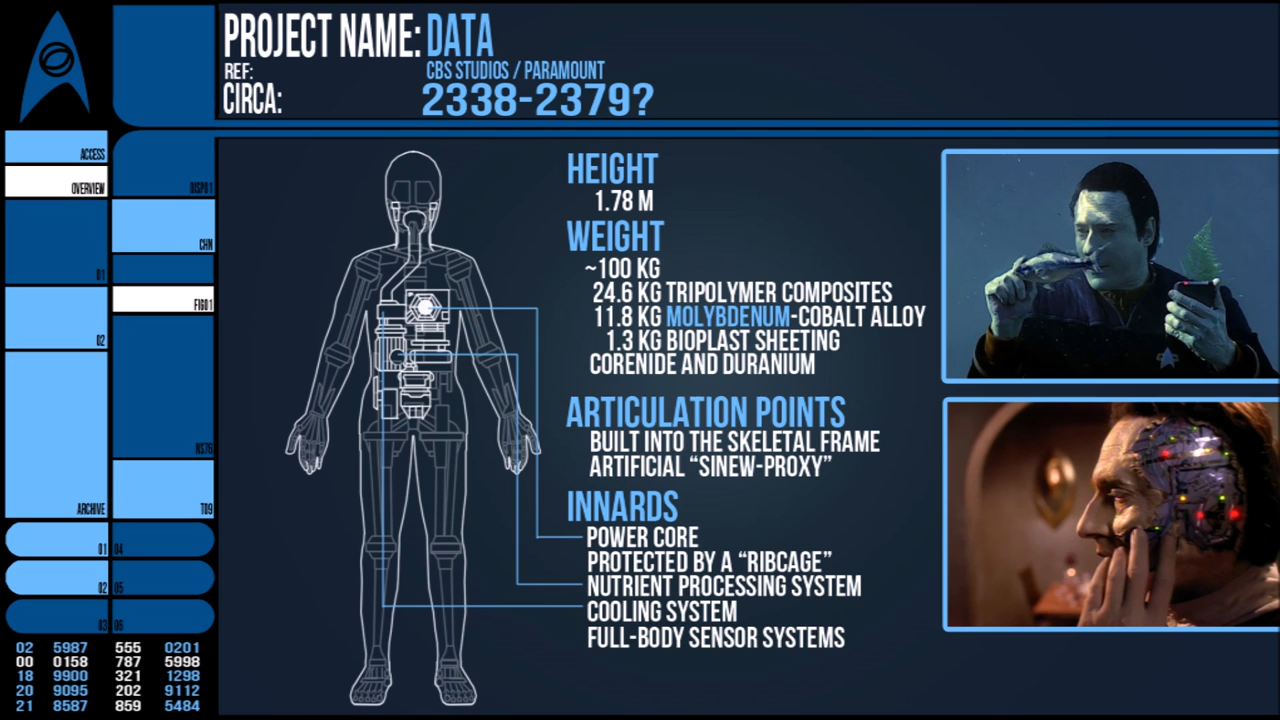 PROJECT NAME: DATA
REF: CBS STUDIOS / PARAMOUNT
CIRCA: 2338-2379?
ACCESS
OVERVIEW
DISP01
CHN
01
FIG01
02
NS76
ARCHIVE
T09
01 04
02 05
03 06
02 5987 555 0201
00 0158 787 5998
18 9900 321 1298
20 9095 202 9112
21 8587 859 5484
HEIGHT
1.78 M
WEIGHT
~100 KG
24.6 KG TRIPOLYMER COMPOSITES
11.8 KG MOLYBDENUM-COBALT ALLOY
1.3 KG BIOPLAST SHEETING
CORENIDE AND DURANIUM
ARTICULATION POINTS
BUILT INTO THE SKELETAL FRAME
ARTIFICIAL “SINEW-PROXY”
INNARDS
POWER CORE
PROTECTED BY A “RIBCAGE”
NUTRIENT PROCESSING SYSTEM
COOLING SYSTEM
FULL-BODY SENSOR SYSTEMS